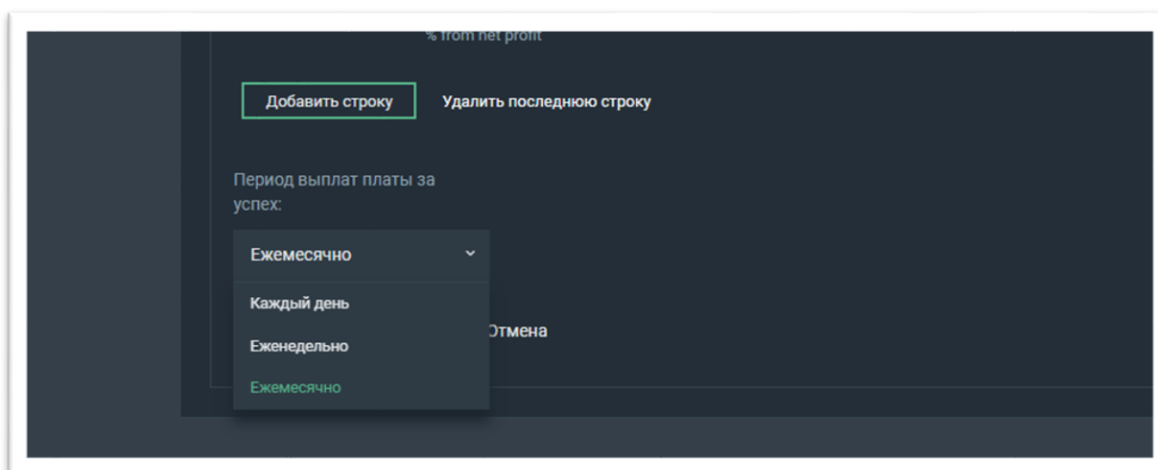 % from net profit
Добавить строку Удалить последнюю строку
Период выплат платы за
успех:
Ежемесячно
Каждый день
Отмена
Еженедельно
Ежемесячно